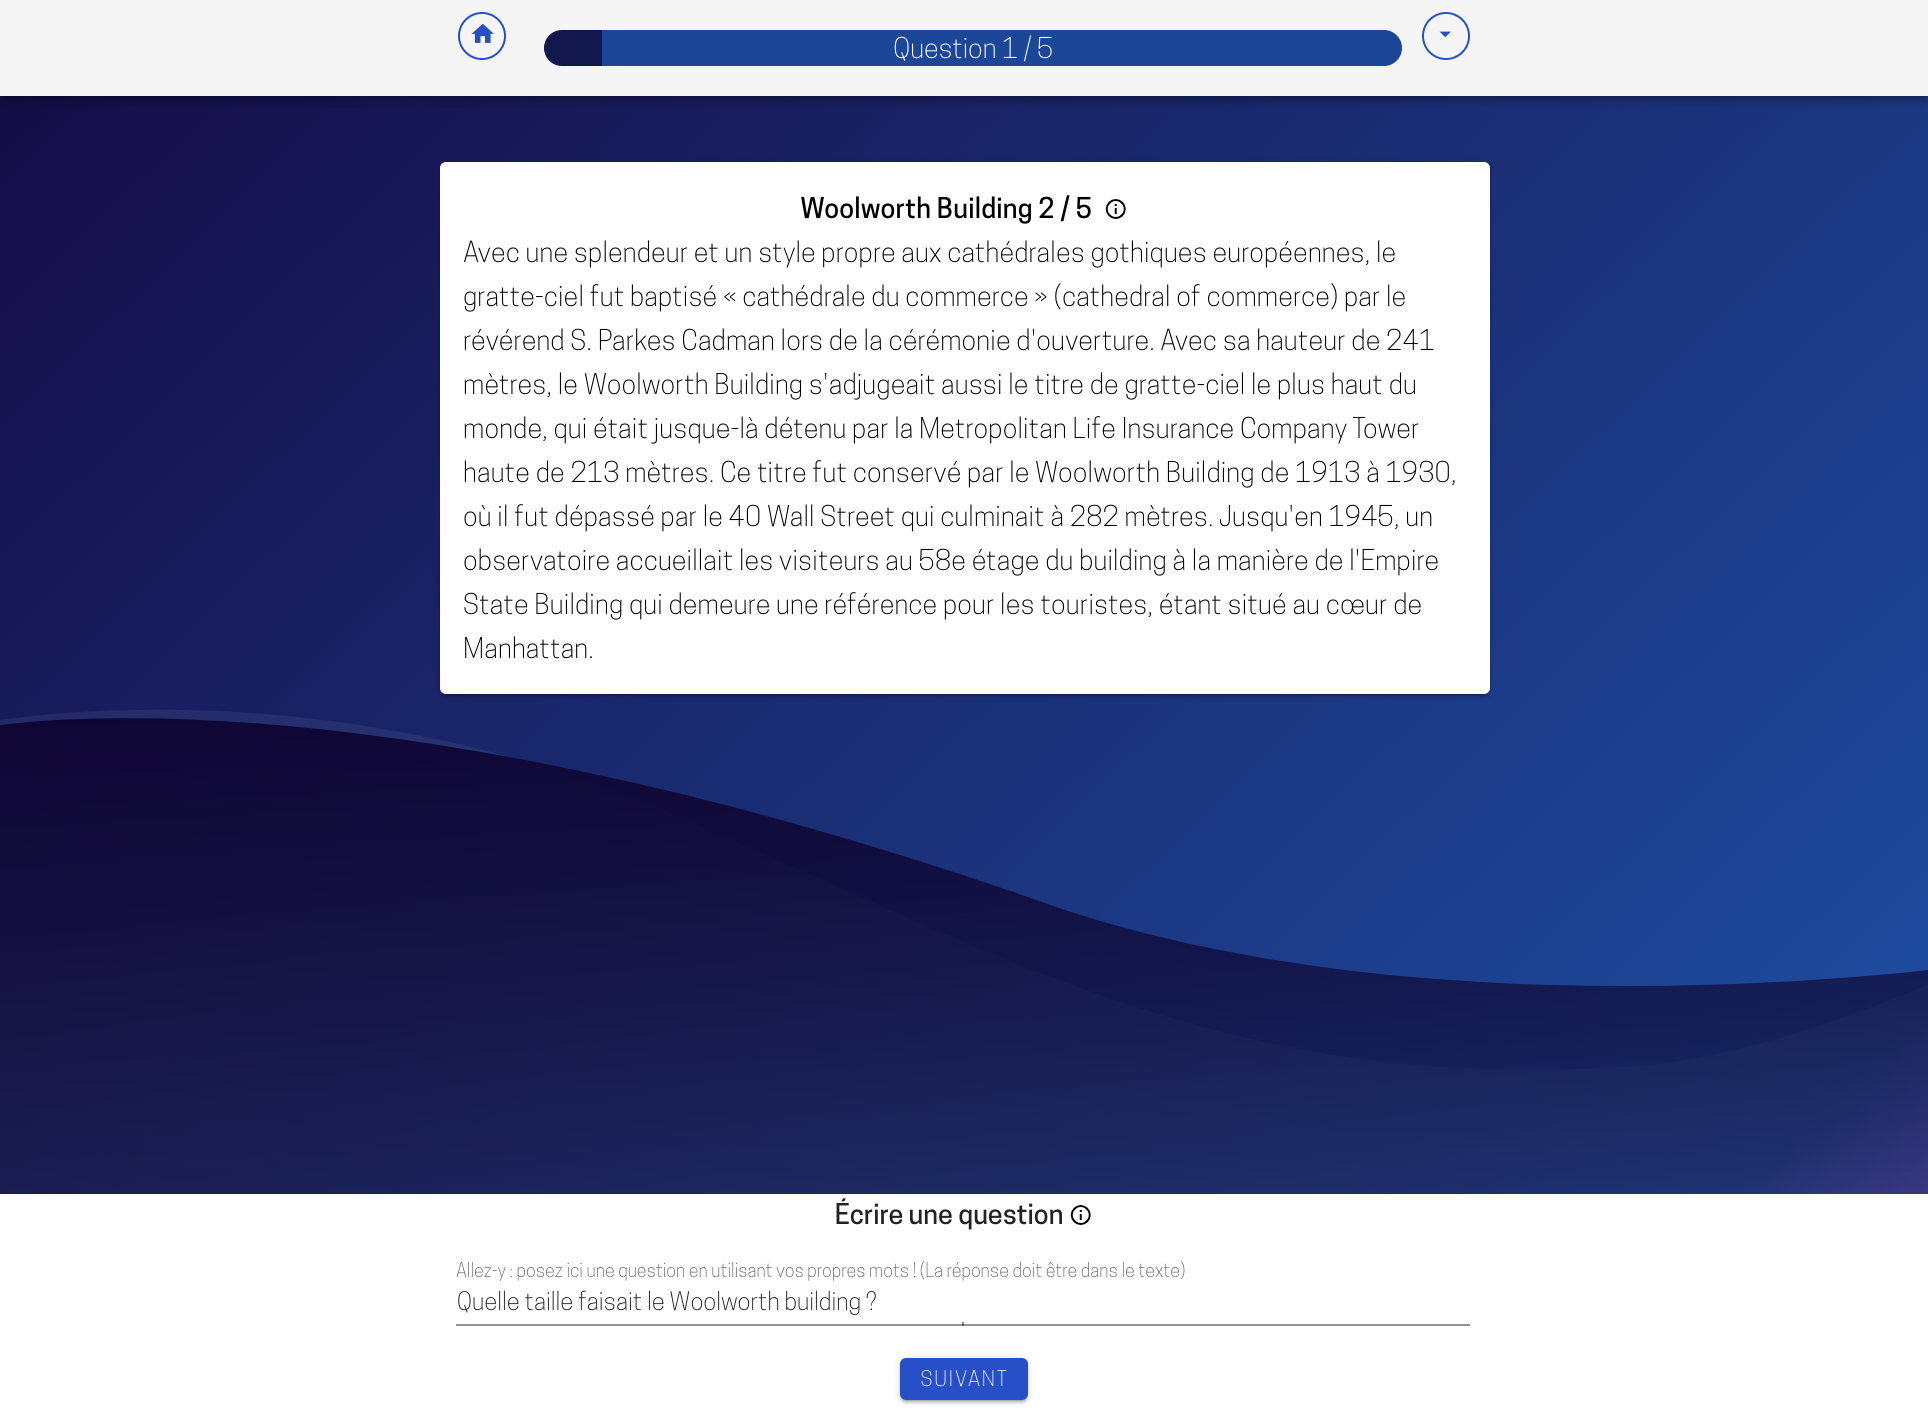 Question 1 / 5
Woolworth Building 2 / 5
Avec une splendeur et un style propre aux cathédrales gothiques européennes, le
gratte-ciel fut baptisé « cathédrale du commerce » (cathedral of commerce) par le
révérend S. Parkes Cadman lors de la cérémonie d'ouverture. Avec sa hauteur de 241
mètres, le Woolworth Building s'adjugeait aussi le titre de gratte-ciel le plus haut du
monde, qui était jusque-là détenu par la Metropolitan Life Insurance Company Tower
haute de 213 mètres. Ce titre fut conservé par le Woolworth Building de 1913 à 1930,
où il fut dépassé par le 40 Wall Street qui culminait à 282 mètres. Jusqu'en 1945, un
observatoire accueillait les visiteurs au 58e étage du building à la manière de l'Empire
State Building qui demeure une référence pour les touristes, étant situé au cœur de
Manhattan.
Écrire une question
Allez-y : posez ici une question en utilisant vos propres mots ! (La réponse doit être dans le texte)
Quelle taille faisait le Woolworth building ?
SUIVANT